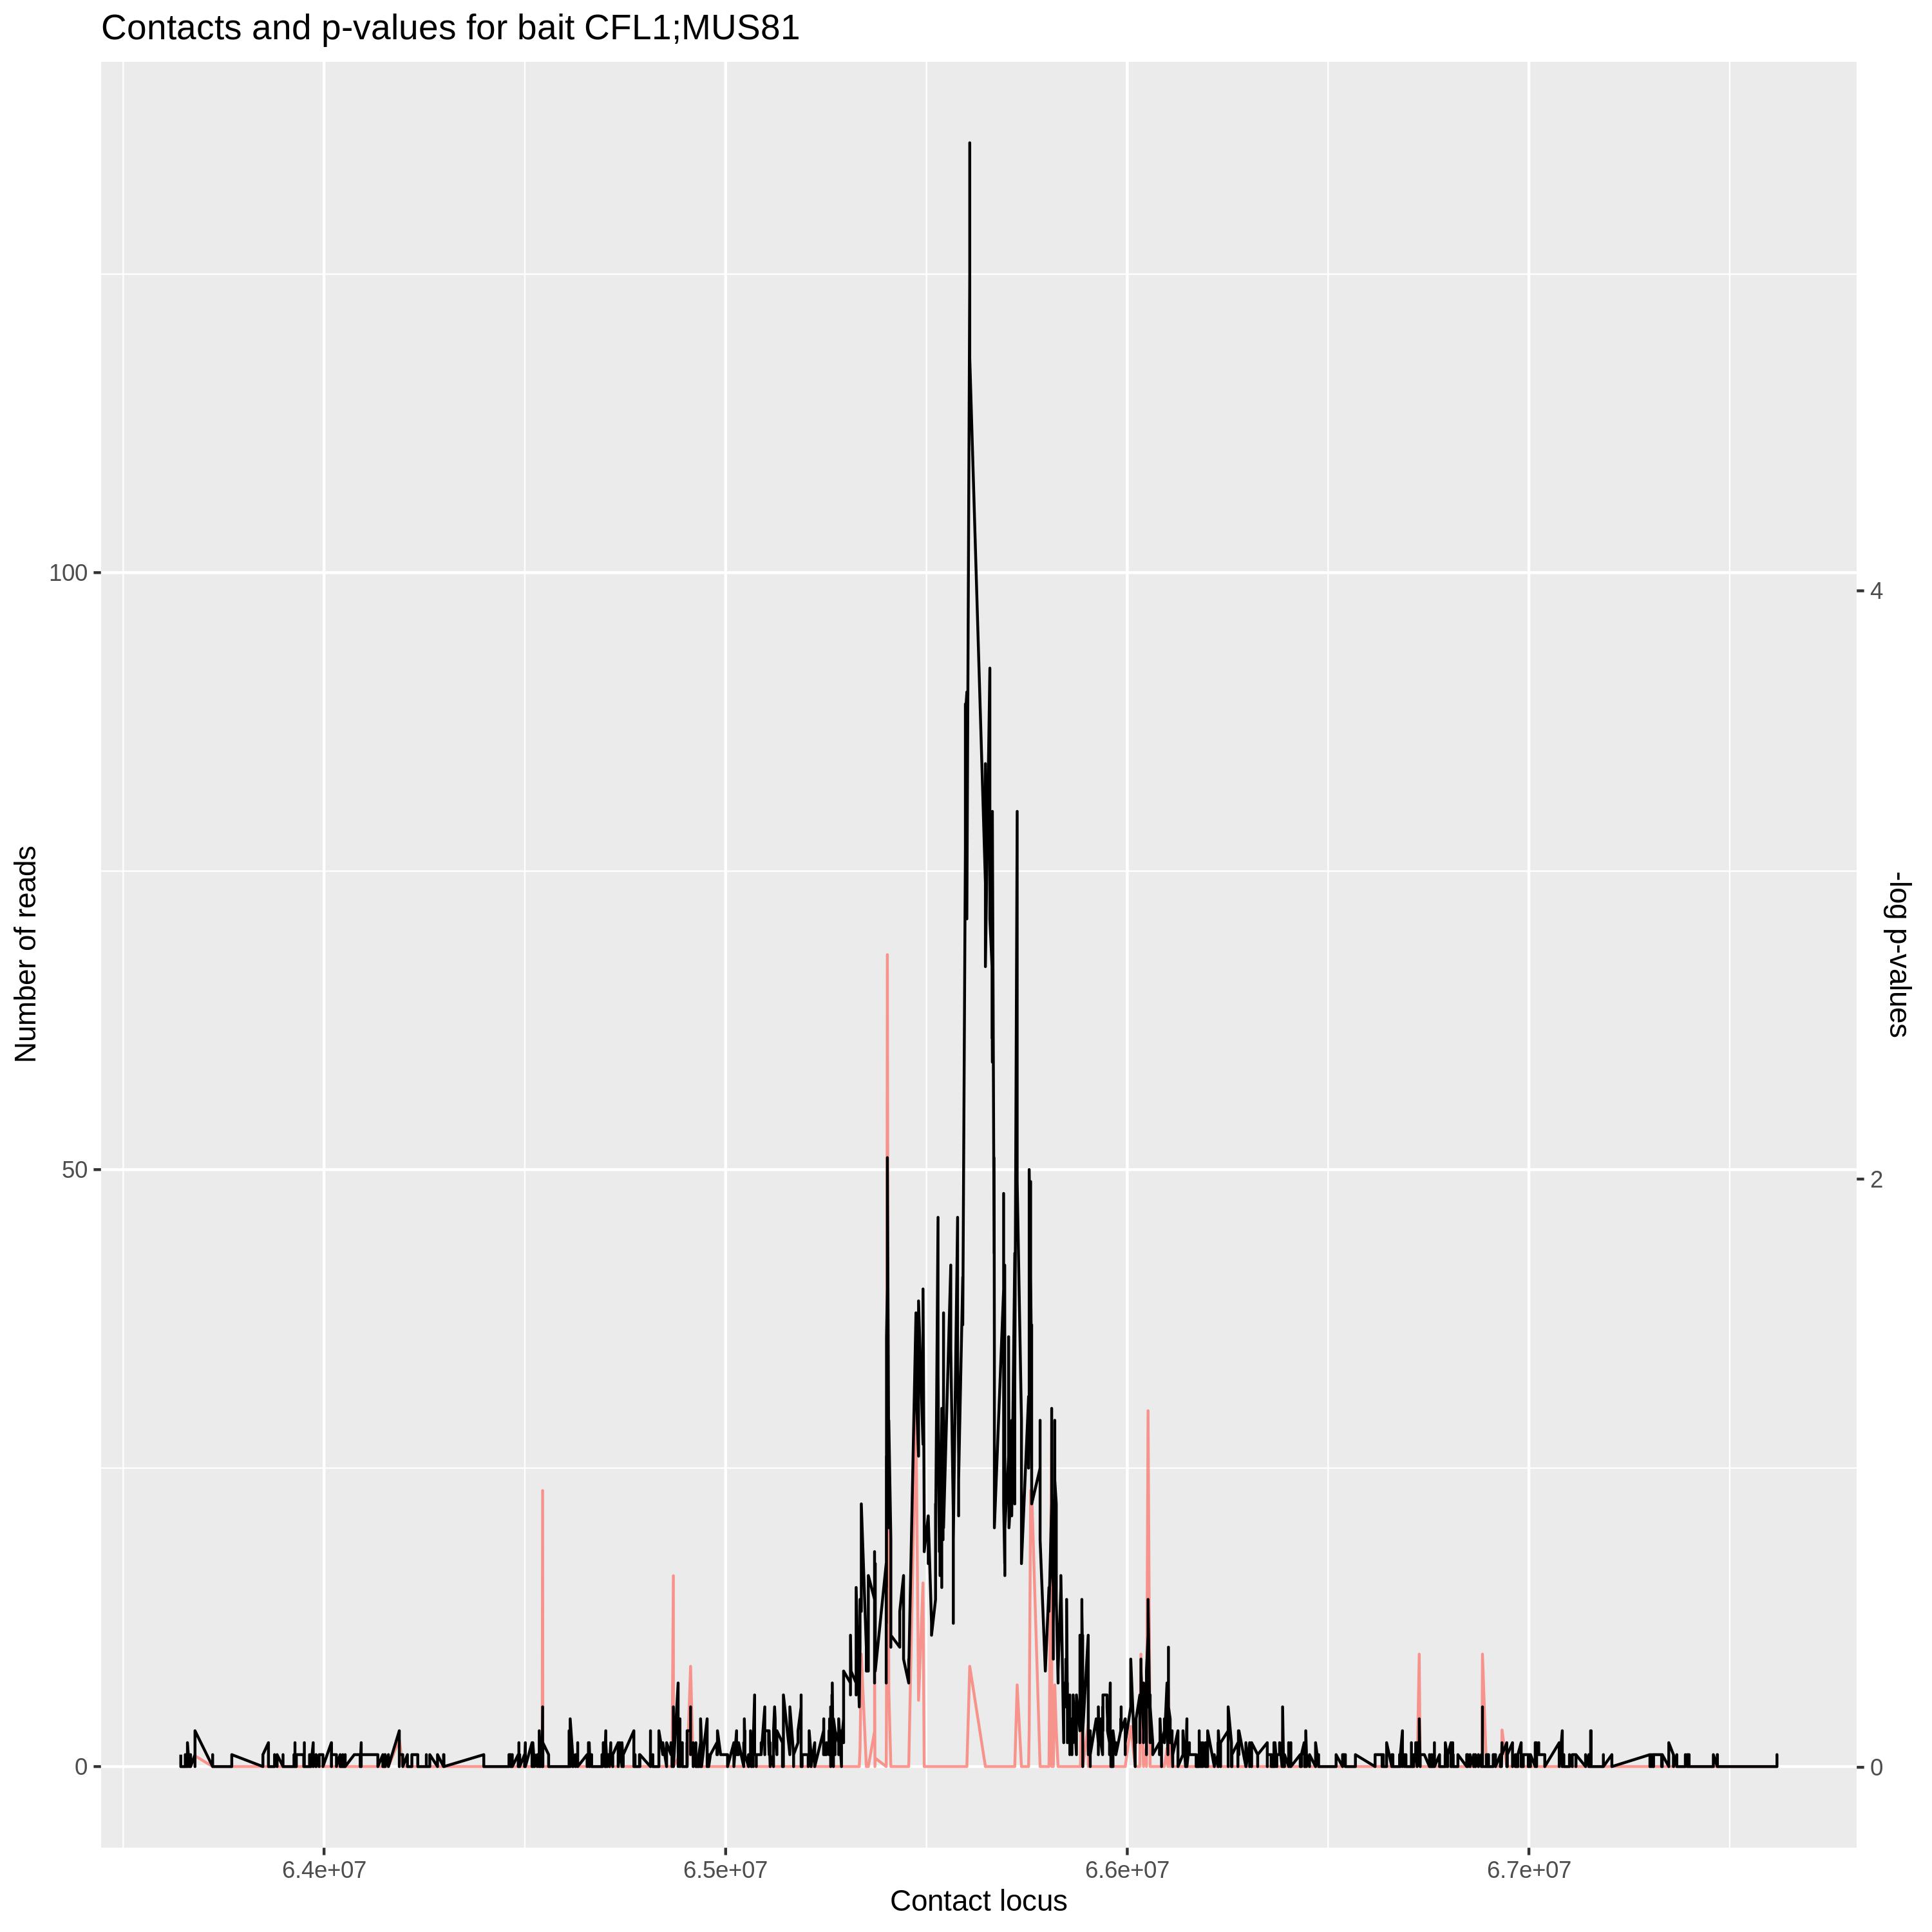 Contacts and p-values for bait CFL1;MUS81
Number of reads
100
50
0
4
2
0
-log p-values
6.4e+07
6.5e+07
6.6e+07
6.7e+07
Contact locus